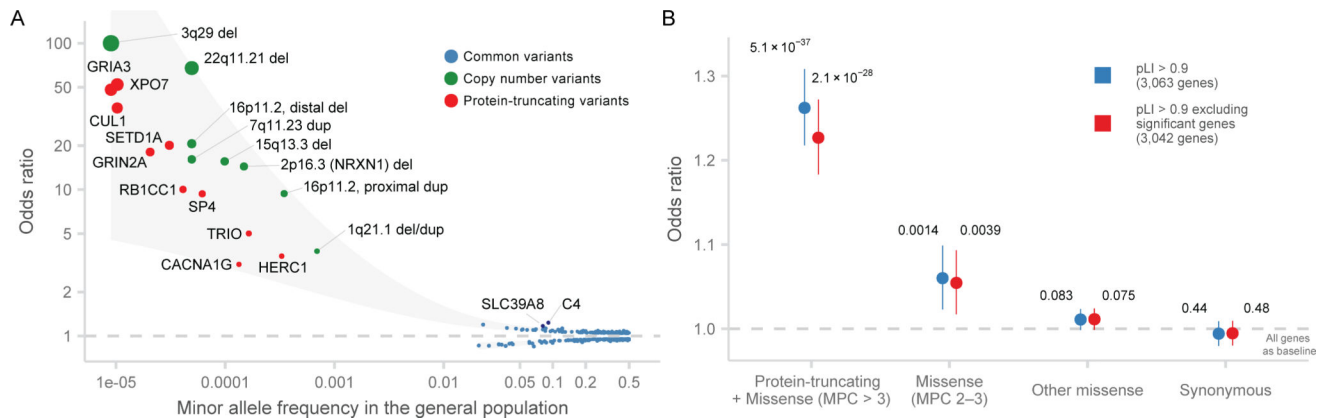 A
3q29 del
22q11.21 del
GRIA3
XPO7
CUL1
SETD1A
GRIN2A
16p11.2, distal del
7q11.23 dup
15q13.3 del
2p16.3 (NRXN1) del
16p11.2, proximal dup
RB1CC1
SP4
TRIO
1q21.1 del/dup
CACNA1G
HERC1
SLC39A8
C4
Common variants
Copy number variants
Protein-truncating variants
Odds ratio
100
50
20
10
5
2
1
1e-05
0.0001
0.001
0.01
0.05
0.1
0.2
0.5
Minor allele frequency in the general population
B
5.1 × 10⁻³⁷
2.1 × 10⁻²⁸
0.0014
0.0039
0.083
0.075
0.44
0.48
pLI > 0.9
(3,063 genes)
pLI > 0.9 excluding
significant genes
(3,042 genes)
Odds ratio
1.3
1.2
1.1
1.0
All genes
as baseline
Protein-truncating
+ Missense (MPC > 3)
Missense
(MPC 2–3)
Other missense
Synonymous